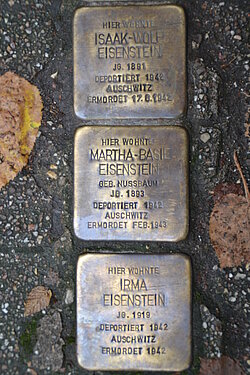 HIER WOHNTE
ISAAK-WOLF
EISENSTEIN
JG. 1891
DEPORTIERT 1942
AUSCHWITZ
ERMORDET 17.8.1942
HIER WOHNTE
MARTHA-BASIE
EISENSTEIN
GEB. NUSSBAUM
JG. 1893
DEPORTIERT 1942
AUSCHWITZ
ERMORDET FEB.1943
HIER WOHNTE
IRMA
EISENSTEIN
JG. 1919
DEPORTIERT 1942
AUSCHWITZ
ERMORDET 1942